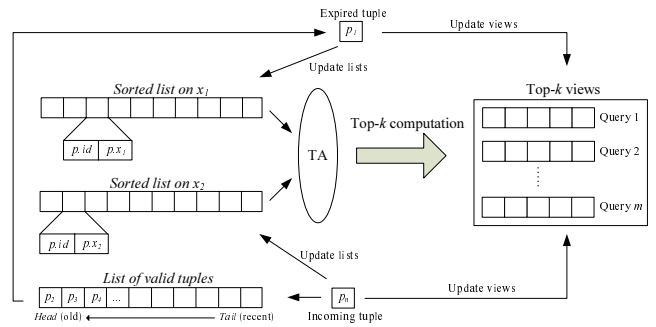 Expired tuple
p1
Update views
Update lists
Sorted list on x1
p.id p.x1
TA
Top-k computation
Top-k views
Query 1
Query 2
Query m
Sorted list on x2
p.id p.x2
Update lists
List of valid tuples
p2 p3 p4 ...
pn
Update views
Head (old) Tail (recent)
Incoming tuple